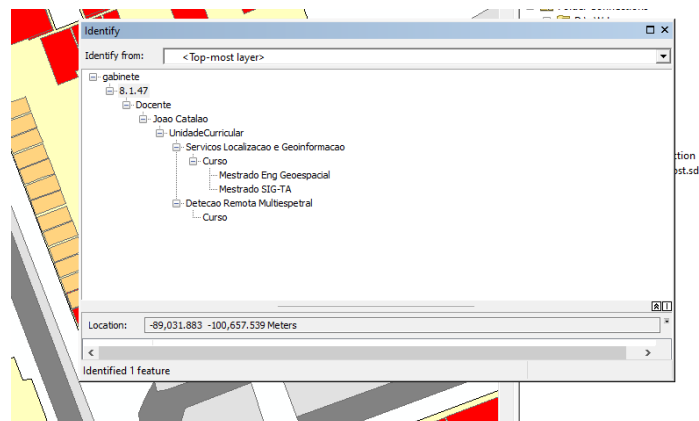 Identify
Identify from: <Top-most layer>
gabinete
8.1.47
Docente
Joao Catalao
UnidadeCurricular
Servicos Localizacao e Geoinformacao
Curso
Mestrado Eng Geoespacial
Mestrado SIG-TA
Detecao Remota Multiespetral
Curso
Location: -89,031.883 -100,657.539 Meters
Identified 1 feature